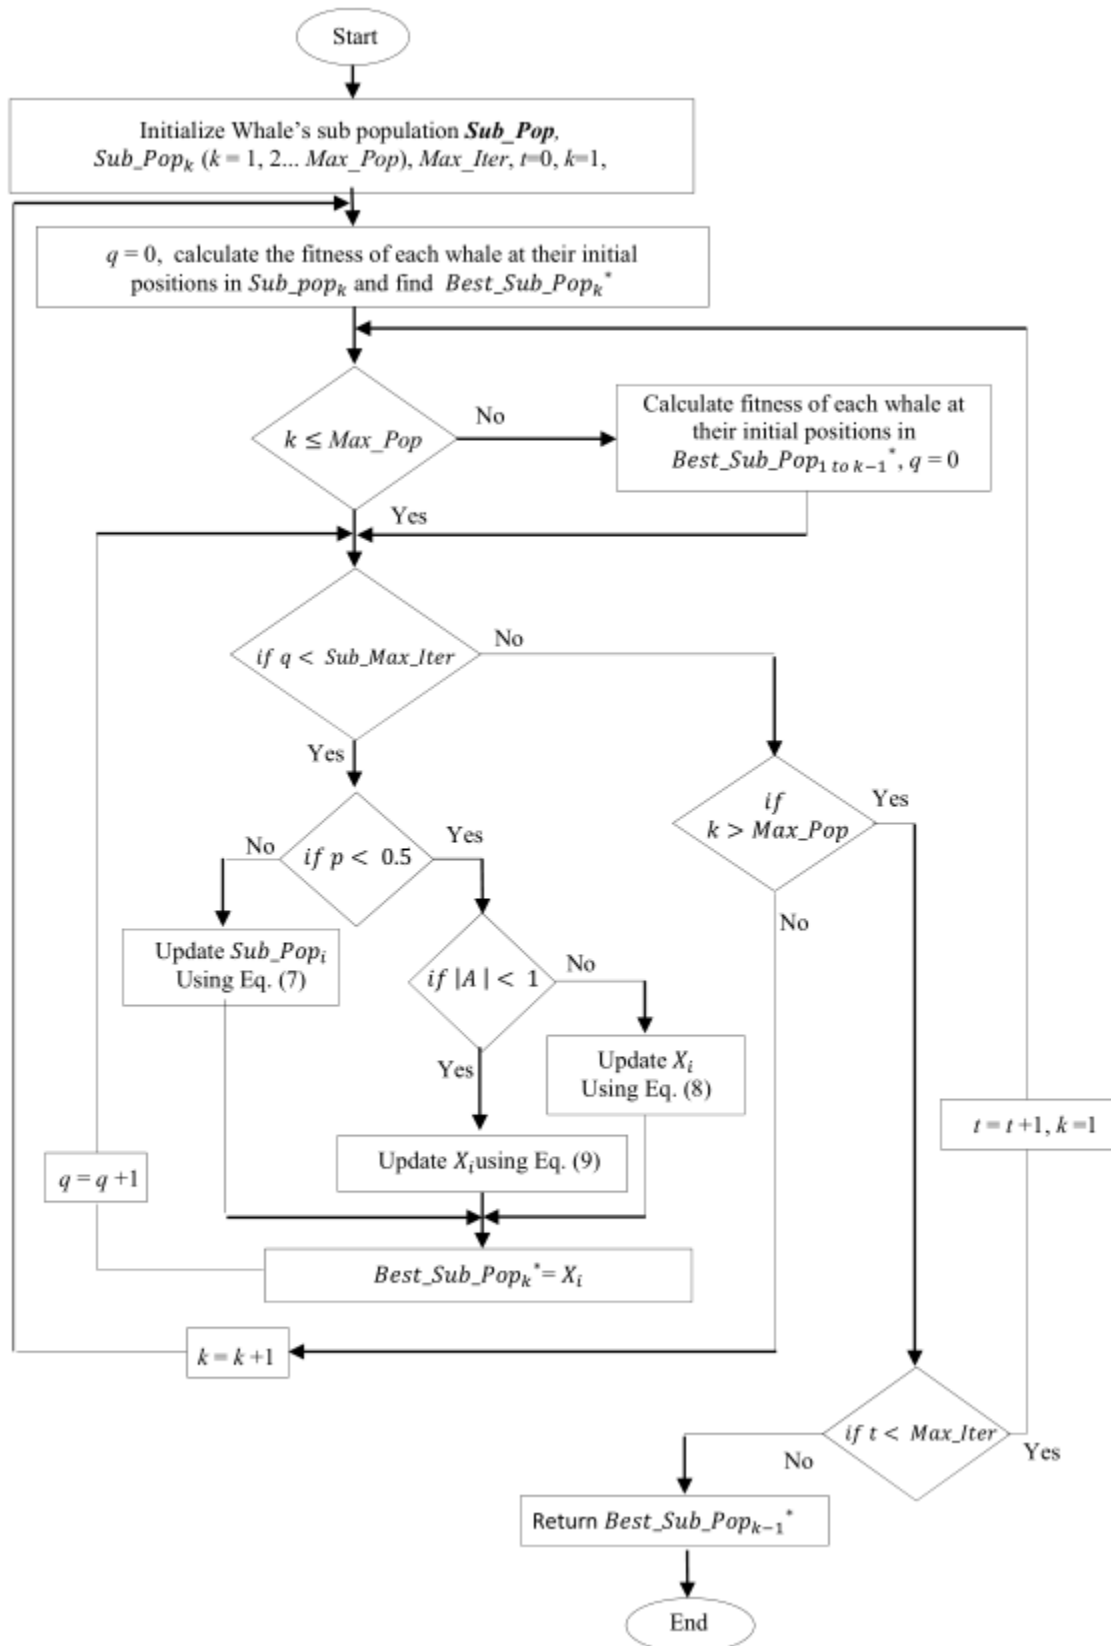 Start
Initialize Whale's sub population Sub_Pop,
Sub_Pop_k (k = 1, 2... Max_Pop), Max_Iter, t=0, k=1,
q = 0, calculate the fitness of each whale at their initial
positions in Sub_pop_k and find Best_Sub_Pop_k*
k ≤ Max_Pop
No
Calculate fitness of each whale at
their initial positions in
Best_Sub_Pop_1 to k−1*, q = 0
Yes
if q < Sub_Max_Iter
No
Yes
if
k > Max_Pop
Yes
No
if p < 0.5
No
Yes
Update Sub_Pop_i
Using Eq. (7)
if |A| < 1
No
Yes
Update X_i
Using Eq. (8)
Update X_i using Eq. (9)
t = t +1, k =1
q = q +1
Best_Sub_Pop_k*= X_i
k = k +1
if t < Max_Iter
No
Yes
Return Best_Sub_Pop_k−1*
End